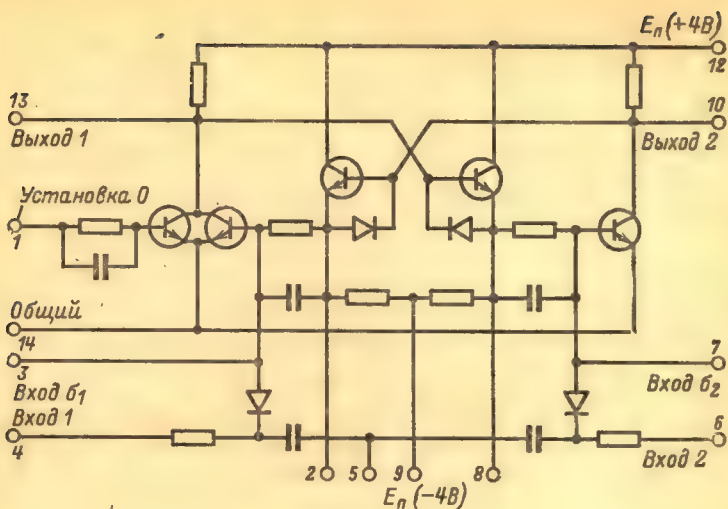 Eп (+4В)
12
13
10
Выход 1
Выход 2
Установка 0
1
Общий
14
3
7
Вход б1
Вход б2
Вход 1
4
6
Вход 2
2
5
9
8
Eп (-4В)